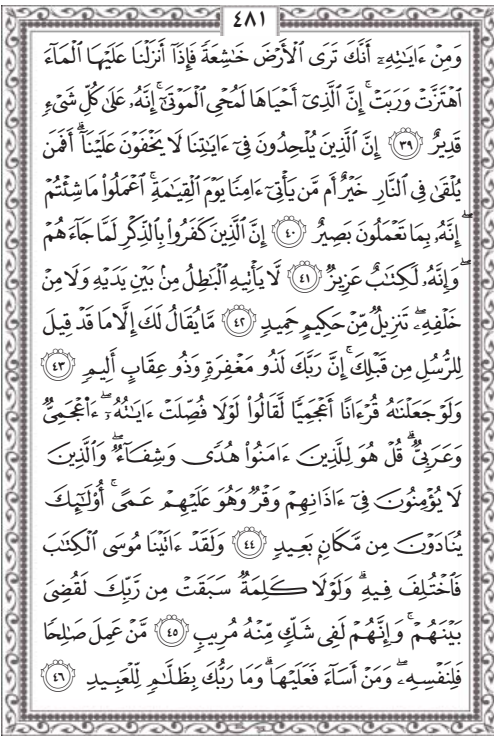 ٤٨١
وَمِنْ ءَايَٰتِهِۦٓ أَنَّكَ تَرَى ٱلْأَرْضَ خَٰشِعَةً فَإِذَآ أَنزَلْنَا عَلَيْهَا ٱلْمَآءَ
ٱهْتَزَّتْ وَرَبَتْ ۚ إِنَّ ٱلَّذِىٓ أَحْيَاهَا لَمُحْىِ ٱلْمَوْتَىٰٓ ۚ إِنَّهُۥ عَلَىٰ كُلِّ شَىْءٍ
قَدِيرٌ ٣٩ إِنَّ ٱلَّذِينَ يُلْحِدُونَ فِىٓ ءَايَٰتِنَا لَا يَخْفَوْنَ عَلَيْنَآ ۗ أَفَمَن
يُلْقَىٰ فِى ٱلنَّارِ خَيْرٌ أَم مَّن يَأْتِىٓ ءَامِنًا يَوْمَ ٱلْقِيَٰمَةِ ۚ ٱعْمَلُوا۟ مَا شِئْتُمْ
ۖ إِنَّهُۥ بِمَا تَعْمَلُونَ بَصِيرٌ ٤٠ إِنَّ ٱلَّذِينَ كَفَرُوا۟ بِٱلذِّكْرِ لَمَّا جَآءَهُمْ
ۖ وَإِنَّهُۥ لَكِتَٰبٌ عَزِيزٌ ٤١ لَّا يَأْتِيهِ ٱلْبَٰطِلُ مِنۢ بَيْنِ يَدَيْهِ وَلَا مِنْ
خَلْفِهِۦ ۖ تَنزِيلٌ مِّنْ حَكِيمٍ حَمِيدٍ ٤٢ مَّا يُقَالُ لَكَ إِلَّا مَا قَدْ قِيلَ
لِلرُّسُلِ مِن قَبْلِكَ ۚ إِنَّ رَبَّكَ لَذُو مَغْفِرَةٍ وَذُو عِقَابٍ أَلِيمٍ ٤٣
وَلَوْ جَعَلْنَٰهُ قُرْءَانًا أَعْجَمِيًّا لَّقَالُوا۟ لَوْلَا فُصِّلَتْ ءَايَٰتُهُۥٓ ۖ ءَا۬عْجَمِىٌّ
وَعَرَبِىٌّ ۗ قُلْ هُوَ لِلَّذِينَ ءَامَنُوا۟ هُدًى وَشِفَآءٌ ۖ وَٱلَّذِينَ
لَا يُؤْمِنُونَ فِىٓ ءَاذَانِهِمْ وَقْرٌ وَهُوَ عَلَيْهِمْ عَمًى ۚ أُو۟لَٰٓئِكَ
يُنَادَوْنَ مِن مَّكَانٍۭ بَعِيدٍ ٤٤ وَلَقَدْ ءَاتَيْنَا مُوسَى ٱلْكِتَٰبَ
فَٱخْتُلِفَ فِيهِ ۗ وَلَوْلَا كَلِمَةٌ سَبَقَتْ مِن رَّبِّكَ لَقُضِىَ
بَيْنَهُمْ ۚ وَإِنَّهُمْ لَفِى شَكٍّ مِّنْهُ مُرِيبٍ ٤٥ مَّنْ عَمِلَ صَٰلِحًا
فَلِنَفْسِهِۦ ۖ وَمَنْ أَسَآءَ فَعَلَيْهَا ۗ وَمَا رَبُّكَ بِظَلَّٰمٍ لِّلْعَبِيدِ ٤٦